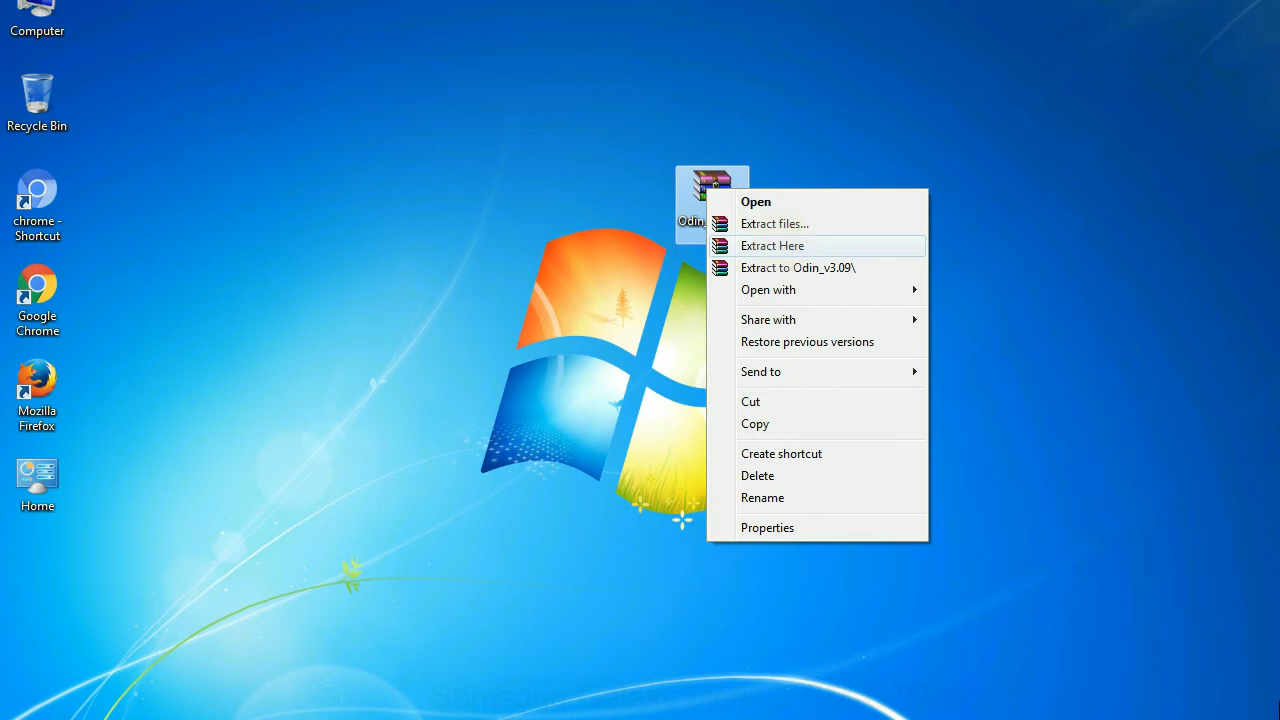 Computer
Recycle Bin
chrome -
Shortcut
Google
Chrome
Mozilla
Firefox
Home
Odin_
Open
Extract files...
Extract Here
Extract to Odin_v3.09\
Open with
Share with
Restore previous versions
Send to
Cut
Copy
Create shortcut
Delete
Rename
Properties